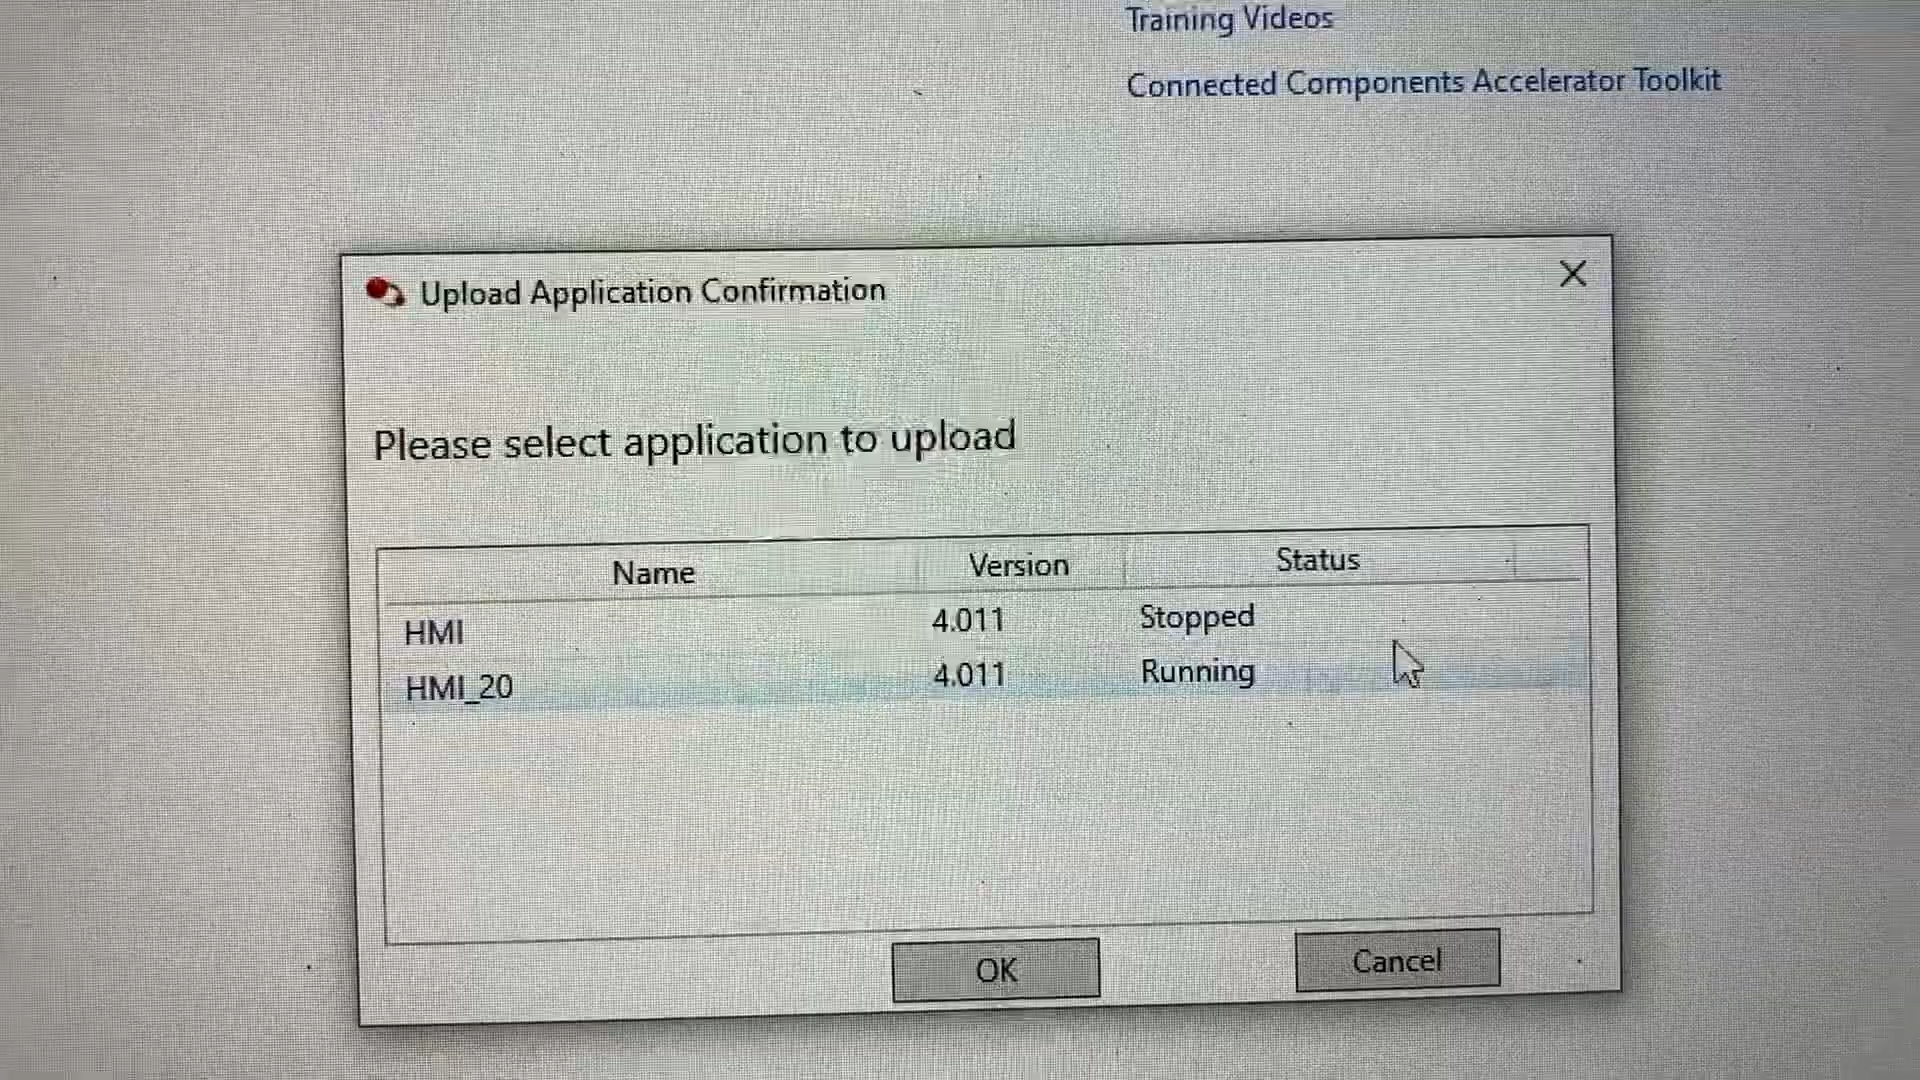 Training Videos
Connected Components Accelerator Toolkit
Upload Application Confirmation
Please select application to upload
Name Version Status
HMI 4.011 Stopped
HMI_20 4.011 Running
OK Cancel